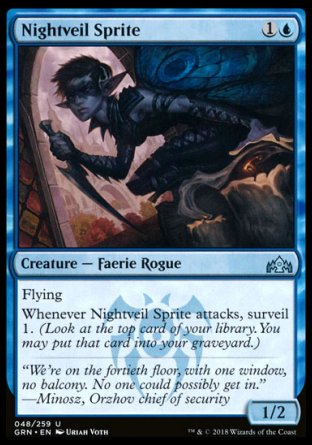 Nightveil Sprite 1
Creature — Faerie Rogue
Flying
Whenever Nightveil Sprite attacks, surveil
1. (Look at the top card of your library. You
may put that card into your graveyard.)
"We're on the fortieth floor, with one window,
no balcony. No one could possibly get in."
—Minosz, Orzhov chief of security
1/2
048/259 U
GRN • EN Uriah Voth
™ & © 2018 Wizards of the Coast